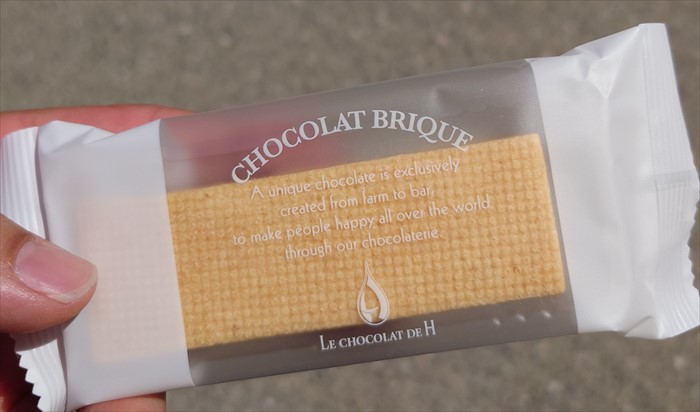 CHOCOLAT BRIQUE
A unique chocolate is exclusively
created from farm to bar,
to make people happy all over the world
through our chocolaterie.
LE CHOCOLAT DE H